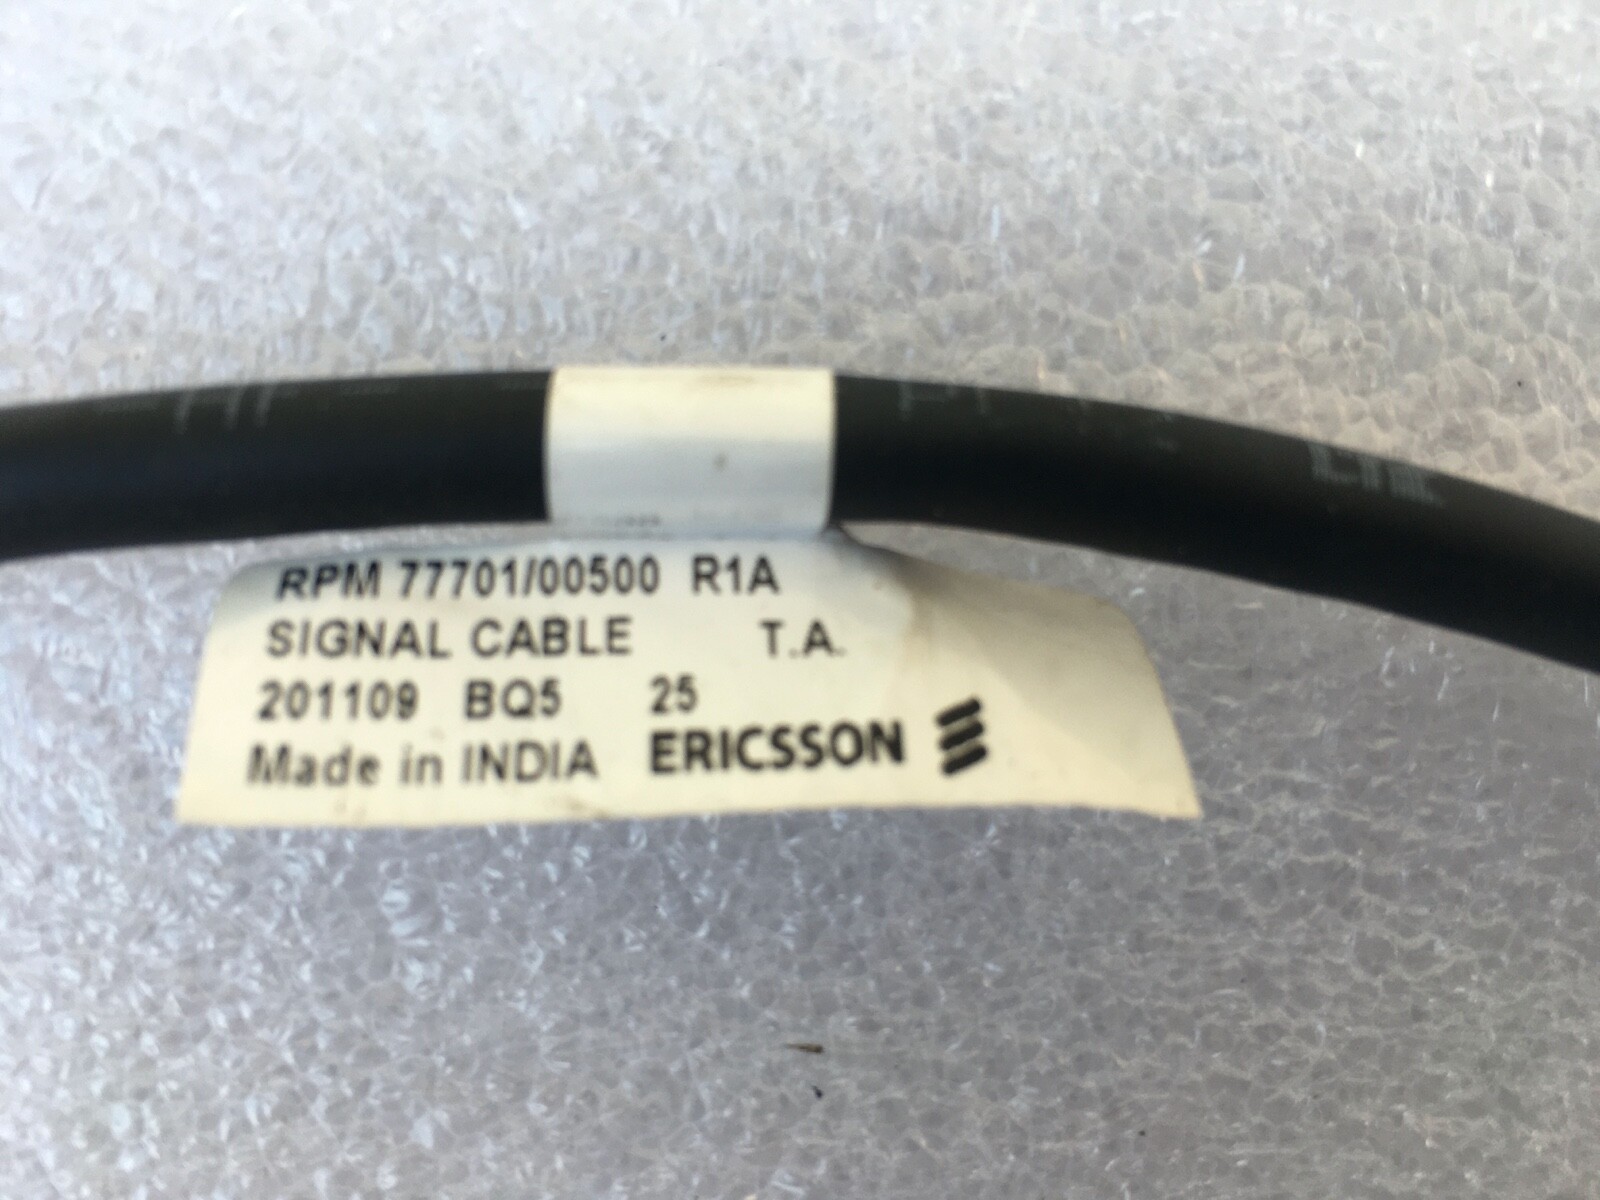 RPM 77701/00500 R1A
SIGNAL CABLE T.A.
201109 BQ5 25
Made in INDIA ERICSSON